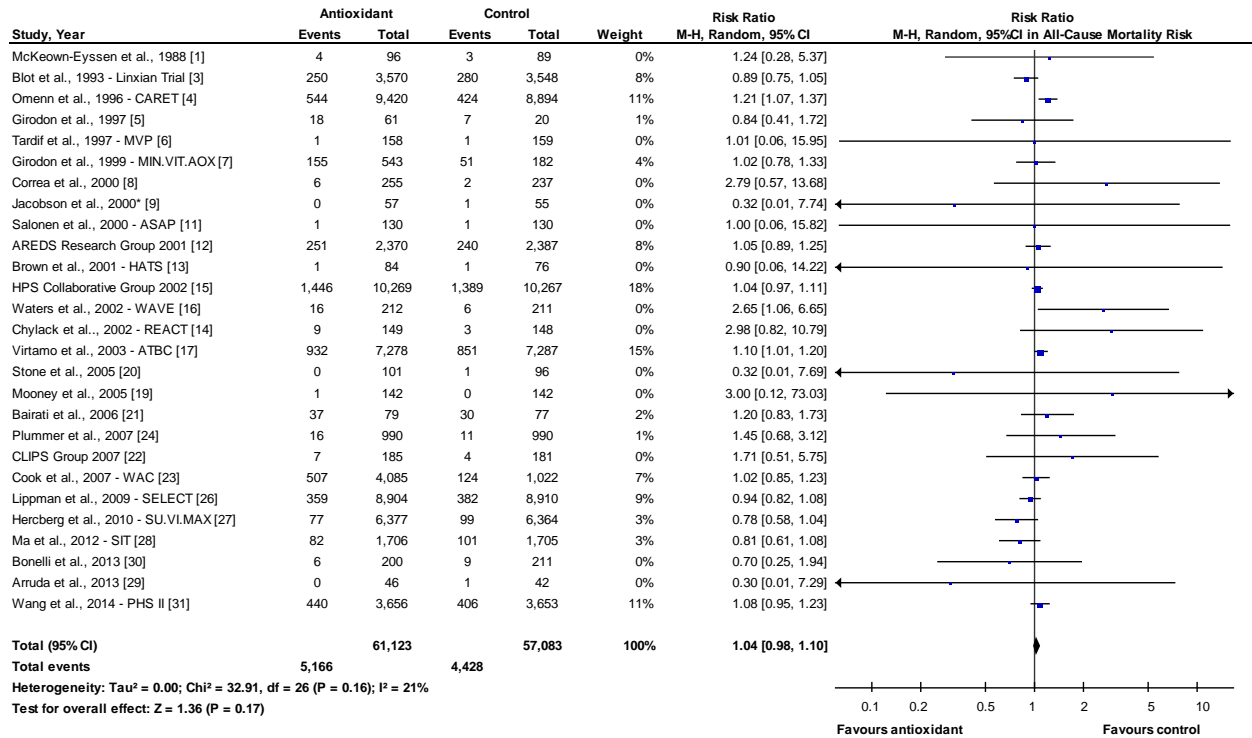 Antioxidant Control Risk Ratio Risk Ratio
Study, Year Events Total Events Total Weight M-H, Random, 95% CI M-H, Random, 95%CI in All-Cause Mortality Risk
McKeown-Eyssen et al., 1988 [1] 4 96 3 89 0% 1.24 [0.28, 5.37]
Blot et al., 1993 - Linxian Trial [3] 250 3,570 280 3,548 8% 0.89 [0.75, 1.05]
Omenn et al., 1996 - CARET [4] 544 9,420 424 8,894 11% 1.21 [1.07, 1.37]
Girodon et al., 1997 [5] 18 61 7 20 1% 0.84 [0.41, 1.72]
Tardif et al., 1997 - MVP [6] 1 158 1 159 0% 1.01 [0.06, 15.95]
Girodon et al., 1999 - MIN.VIT.AOX [7] 155 543 51 182 4% 1.02 [0.78, 1.33]
Correa et al., 2000 [8] 6 255 2 237 0% 2.79 [0.57, 13.68]
Jacobson et al., 2000* [9] 0 57 1 55 0% 0.32 [0.01, 7.74]
Salonen et al., 2000 - ASAP [11] 1 130 1 130 0% 1.00 [0.06, 15.82]
AREDS Research Group 2001 [12] 251 2,370 240 2,387 8% 1.05 [0.89, 1.25]
Brown et al., 2001 - HATS [13] 1 84 1 76 0% 0.90 [0.06, 14.22]
HPS Collaborative Group 2002 [15] 1,446 10,269 1,389 10,267 18% 1.04 [0.97, 1.11]
Waters et al., 2002 - WAVE [16] 16 212 6 211 0% 2.65 [1.06, 6.65]
Chylack et al.., 2002 - REACT [14] 9 149 3 148 0% 2.98 [0.82, 10.79]
Virtamo et al., 2003 - ATBC [17] 932 7,278 851 7,287 15% 1.10 [1.01, 1.20]
Stone et al., 2005 [20] 0 101 1 96 0% 0.32 [0.01, 7.69]
Mooney et al., 2005 [19] 1 142 0 142 0% 3.00 [0.12, 73.03]
Bairati et al., 2006 [21] 37 79 30 77 2% 1.20 [0.83, 1.73]
Plummer et al., 2007 [24] 16 990 11 990 1% 1.45 [0.68, 3.12]
CLIPS Group 2007 [22] 7 185 4 181 0% 1.71 [0.51, 5.75]
Cook et al., 2007 - WAC [23] 507 4,085 124 1,022 7% 1.02 [0.85, 1.23]
Lippman et al., 2009 - SELECT [26] 359 8,904 382 8,910 9% 0.94 [0.82, 1.08]
Hercberg et al., 2010 - SU.VI.MAX [27] 77 6,377 99 6,364 3% 0.78 [0.58, 1.04]
Ma et al., 2012 - SIT [28] 82 1,706 101 1,705 3% 0.81 [0.61, 1.08]
Bonelli et al., 2013 [30] 6 200 9 211 0% 0.70 [0.25, 1.94]
Arruda et al., 2013 [29] 0 46 1 42 0% 0.30 [0.01, 7.29]
Wang et al., 2014 - PHS II [31] 440 3,656 406 3,653 11% 1.08 [0.95, 1.23]
Total (95% CI) 61,123 57,083 100% 1.04 [0.98, 1.10]
Total events 5,166 4,428
Heterogeneity: Tau² = 0.00; Chi² = 32.91, df = 26 (P = 0.16); I² = 21%
Test for overall effect: Z = 1.36 (P = 0.17)
0.1 0.2 0.5 1 2 5 10
Favours antioxidant Favours control